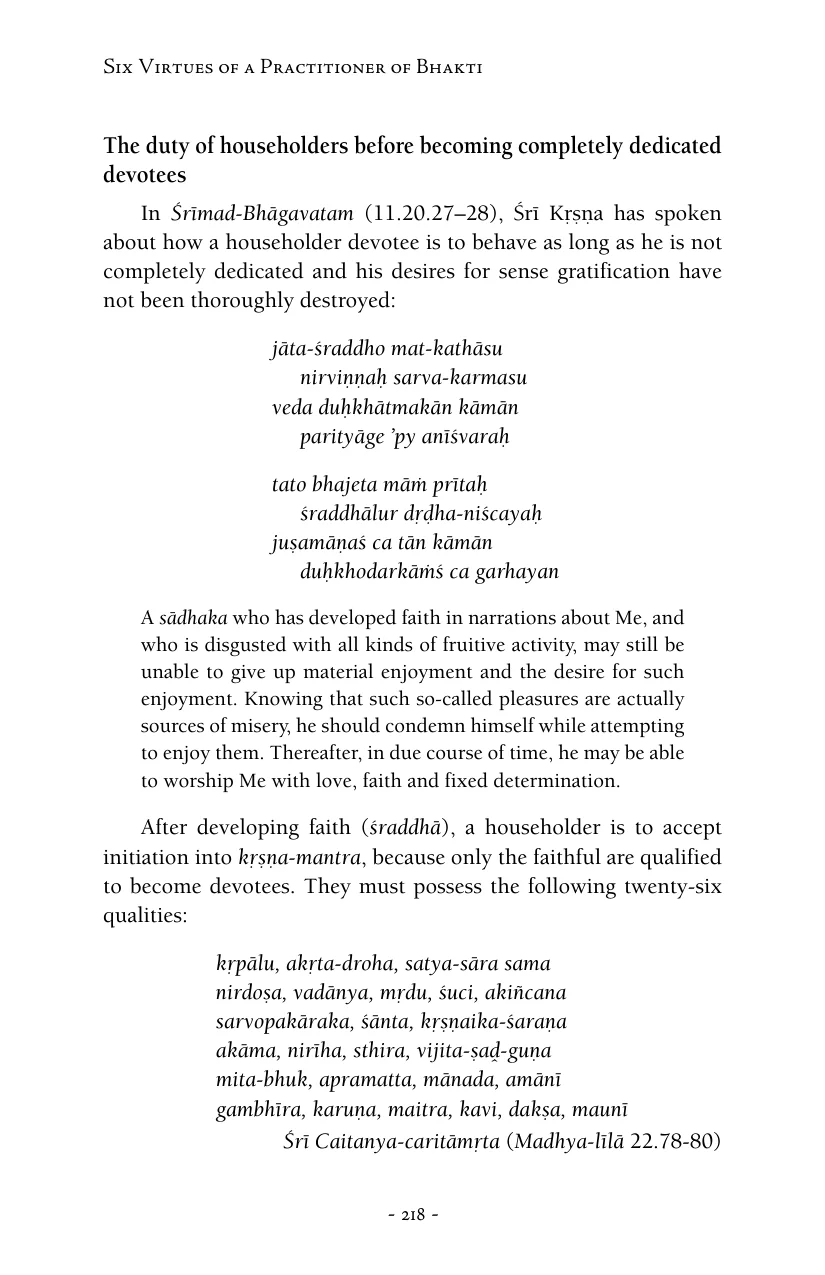 Six Virtues of a Practitioner of Bhakti
The duty of householders before becoming completely dedicated
devotees
In Śrīmad-Bhāgavatam (11.20.27–28), Śrī Kṛṣṇa has spoken
about how a householder devotee is to behave as long as he is not
completely dedicated and his desires for sense gratification have
not been thoroughly destroyed:
jāta-śraddho mat-kathāsu
nirviṇṇaḥ sarva-karmasu
veda duḥkhātmakān kāmān
parityāge ’py anīśvaraḥ
tato bhajeta māṁ prītaḥ
śraddhālur dṛḍha-niścayaḥ
juṣamāṇaś ca tān kāmān
duḥkhodarkāṁś ca garhayan
A sādhaka who has developed faith in narrations about Me, and
who is disgusted with all kinds of fruitive activity, may still be
unable to give up material enjoyment and the desire for such
enjoyment. Knowing that such so-called pleasures are actually
sources of misery, he should condemn himself while attempting
to enjoy them. Thereafter, in due course of time, he may be able
to worship Me with love, faith and fixed determination.
After developing faith (śraddhā), a householder is to accept
initiation into kṛṣṇa-mantra, because only the faithful are qualified
to become devotees. They must possess the following twenty-six
qualities:
kṛpālu, akṛta-droha, satya-sāra sama
nirdoṣa, vadānya, mṛdu, śuci, akiñcana
sarvopakāraka, śānta, kṛṣṇaika-śaraṇa
akāma, nirīha, sthira, vijita-ṣaḍ-guṇa
mita-bhuk, apramatta, mānada, amānī
gambhīra, karuṇa, maitra, kavi, dakṣa, maunī
Śrī Caitanya-caritāmṛta (Madhya-līlā 22.78-80)
- 218 -